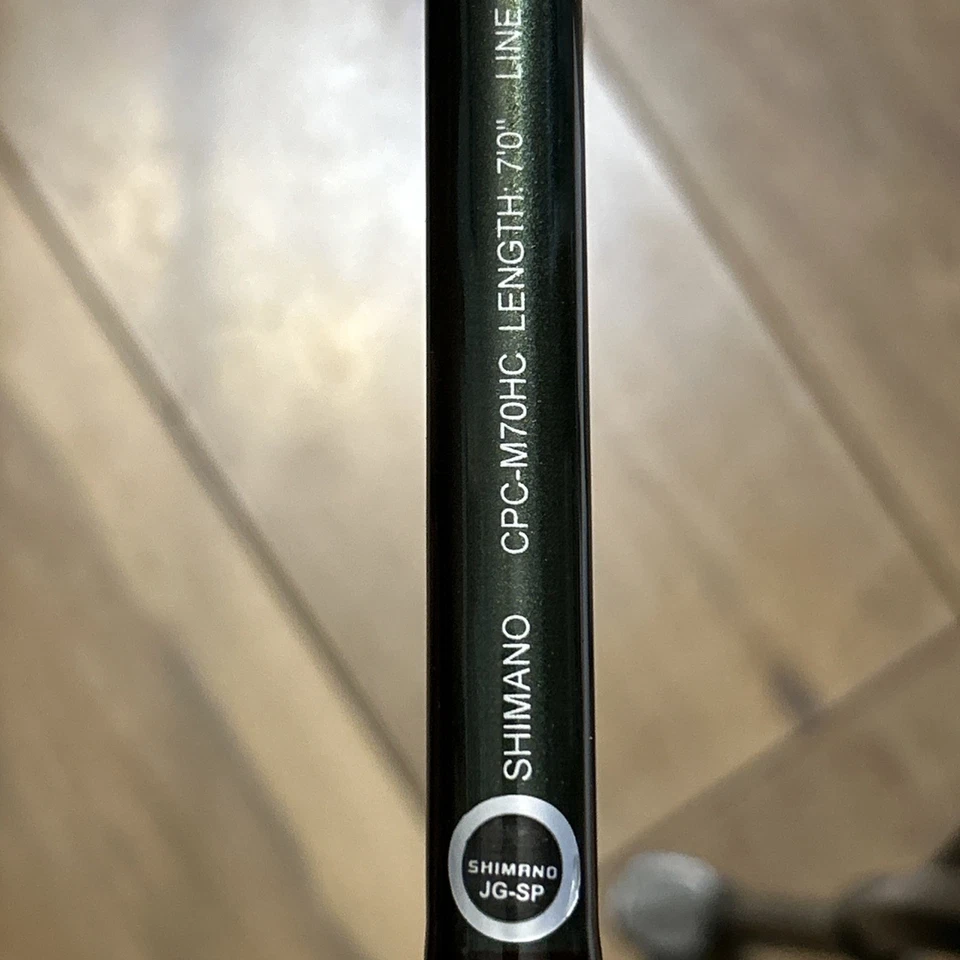 SHIMANO CPC-M70HC LENGTH: 7'0" LINE
SHIMANO
JG-SP